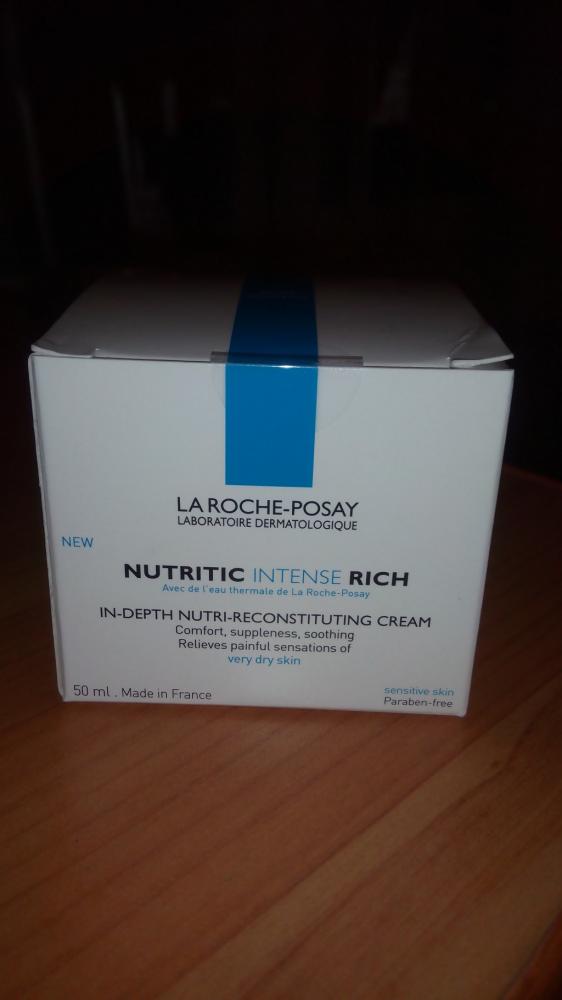 LA ROCHE-POSAY
LABORATOIRE DERMATOLOGIQUE
NEW
NUTRITIC INTENSE RICH
Avec de l'eau thermale de La Roche-Posay
IN-DEPTH NUTRI-RECONSTITUTING CREAM
Comfort, suppleness, soothing
Relieves painful sensations of
very dry skin
50 ml . Made in France
sensitive skin
Paraben-free